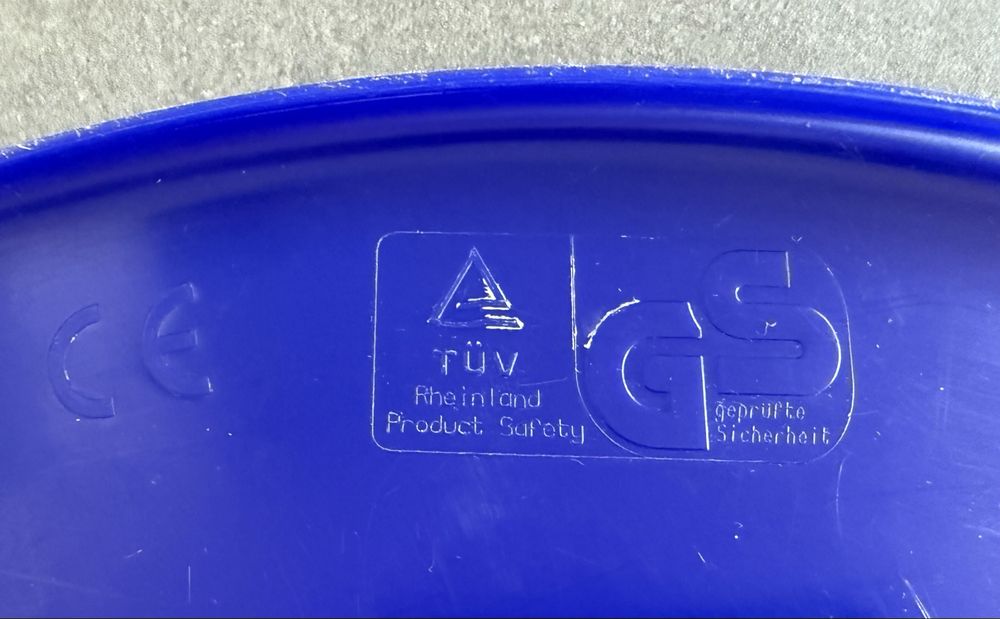 CE
TÜV
Rheinland
Product Safety
GS
geprüfte
Sicherheit